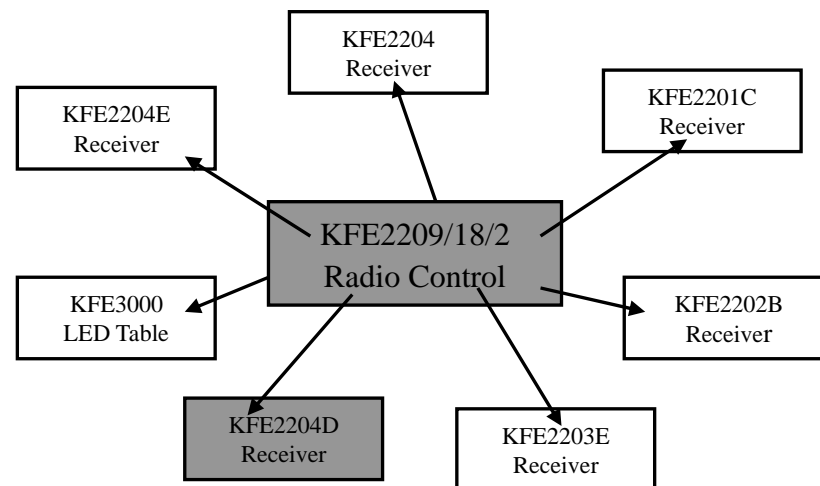 KFE2204
Receiver
KFE2204E
Receiver
KFE2201C
Receiver
KFE2209/18/2
Radio Control
KFE3000
LED Table
KFE2202B
Receiver
KFE2204D
Receiver
KFE2203E
Receiver